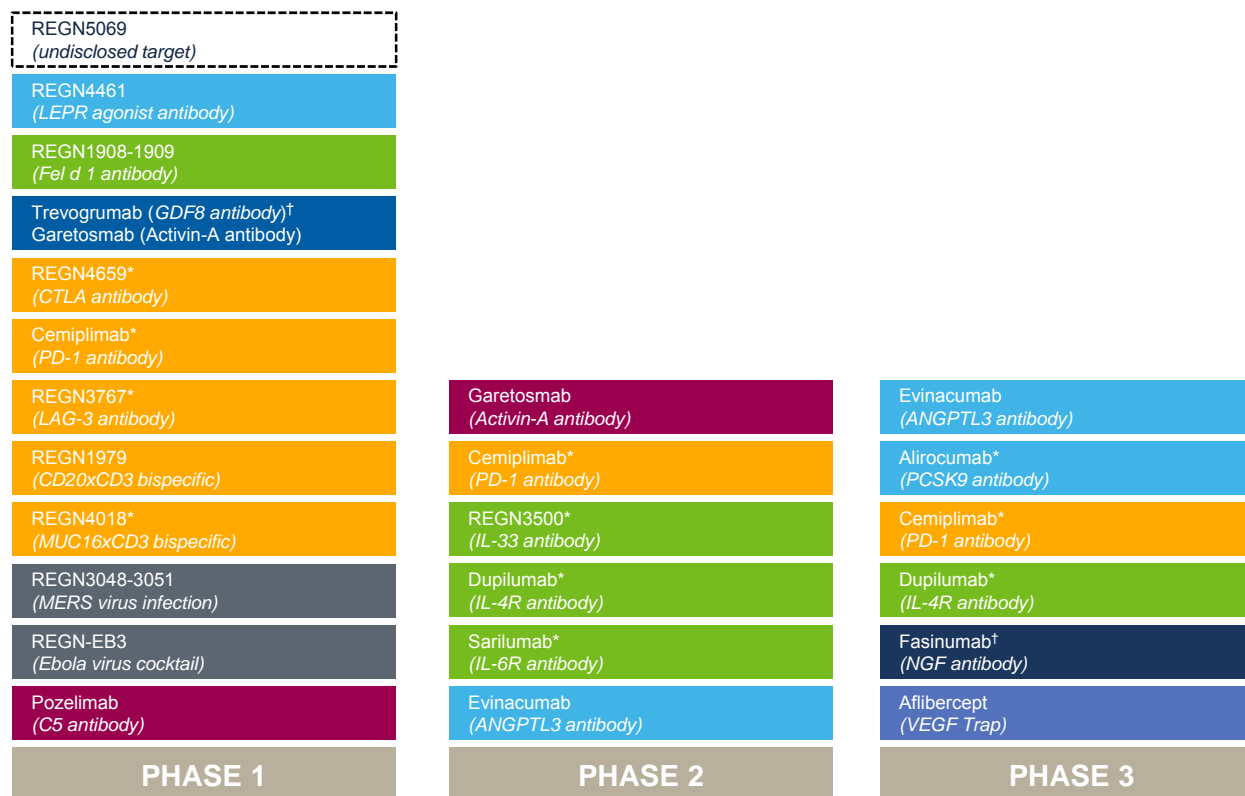 REGN5069
(undisclosed target)
REGN4461
(LEPR agonist antibody)
REGN1908-1909
(Fel d 1 antibody)
Trevogrumab (GDF8 antibody)†
Garetosmab (Activin-A antibody)
REGN4659*
(CTLA antibody)
Cemiplimab*
(PD-1 antibody)
REGN3767*
(LAG-3 antibody)
REGN1979
(CD20xCD3 bispecific)
REGN4018*
(MUC16xCD3 bispecific)
REGN3048-3051
(MERS virus infection)
REGN-EB3
(Ebola virus cocktail)
Pozelimab
(C5 antibody)
PHASE 1
Garetosmab
(Activin-A antibody)
Cemiplimab*
(PD-1 antibody)
REGN3500*
(IL-33 antibody)
Dupilumab*
(IL-4R antibody)
Sarilumab*
(IL-6R antibody)
Evinacumab
(ANGPTL3 antibody)
PHASE 2
Evinacumab
(ANGPTL3 antibody)
Alirocumab*
(PCSK9 antibody)
Cemiplimab*
(PD-1 antibody)
Dupilumab*
(IL-4R antibody)
Fasinumab†
(NGF antibody)
Aflibercept
(VEGF Trap)
PHASE 3